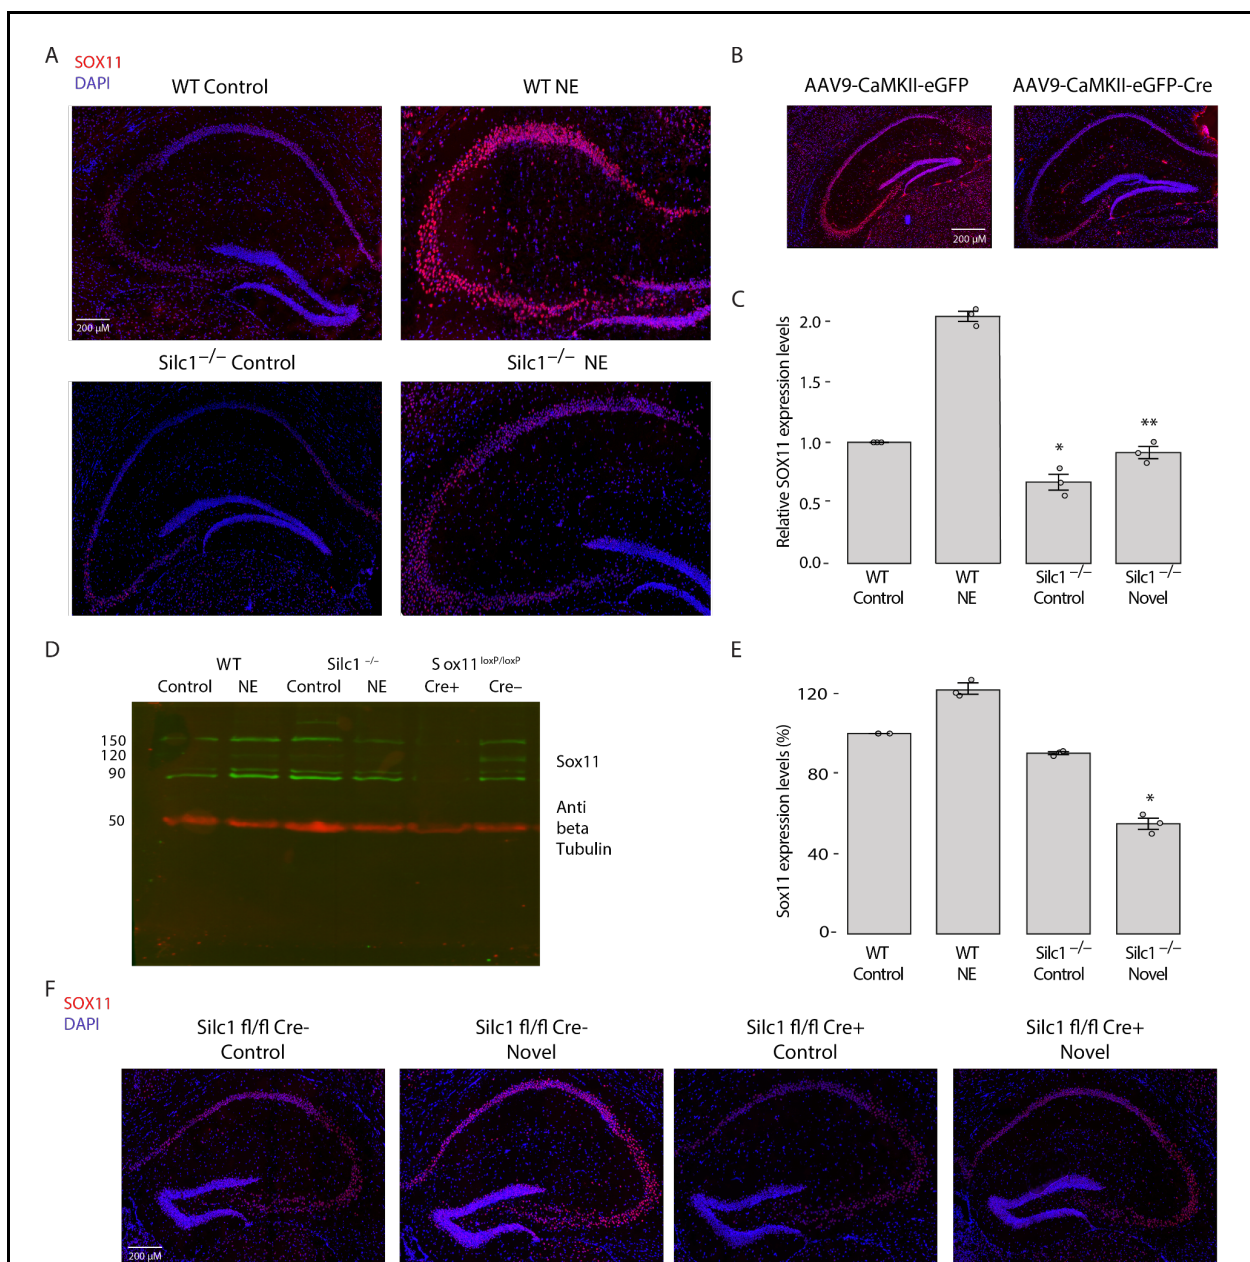 A
SOX11
DAPI
WT Control
WT NE
200 µM
Silc1−/− Control
Silc1−/− NE
B
AAV9-CaMKII-eGFP
AAV9-CaMKII-eGFP-Cre
200 µM
C
Relative SOX11 expression levels
2.0
1.5
1.0
0.5
0.0
*
**
WT
Control
WT
NE
Silc1−/−
Control
Silc1−/−
Novel
D
WT
Silc1−/−
Sox11loxP/loxP
Control
NE
Control
NE
Cre+
Cre−
150
120
90
50
Sox11
Anti
beta
Tubulin
E
Sox11 expression levels (%)
120
80
40
0
*
WT
Control
WT
NE
Silc1−/−
Control
Silc1−/−
Novel
F
SOX11
DAPI
Silc1 fl/fl Cre-
Control
Silc1 fl/fl Cre-
Novel
Silc1 fl/fl Cre+
Control
Silc1 fl/fl Cre+
Novel
200 µM